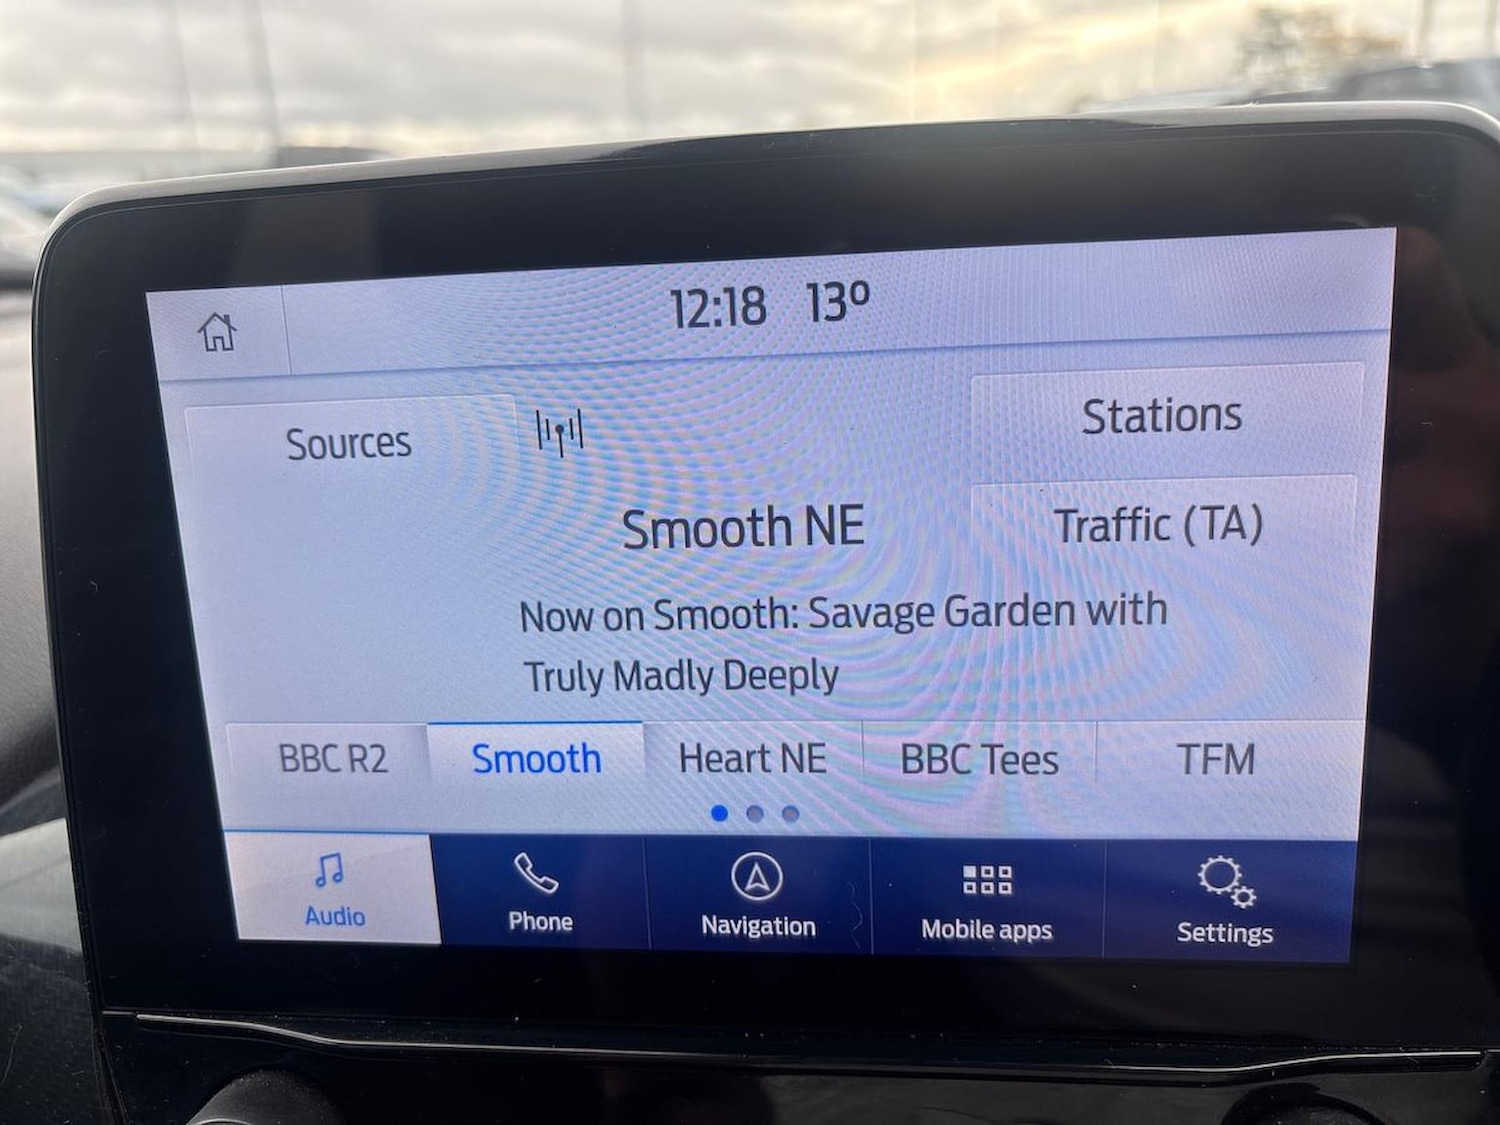 12:18 13º
Sources
Stations
Smooth NE
Traffic (TA)
Now on Smooth: Savage Garden with
Truly Madly Deeply
BBC R2 Smooth Heart NE BBC Tees TFM
Audio Phone Navigation Mobile apps Settings